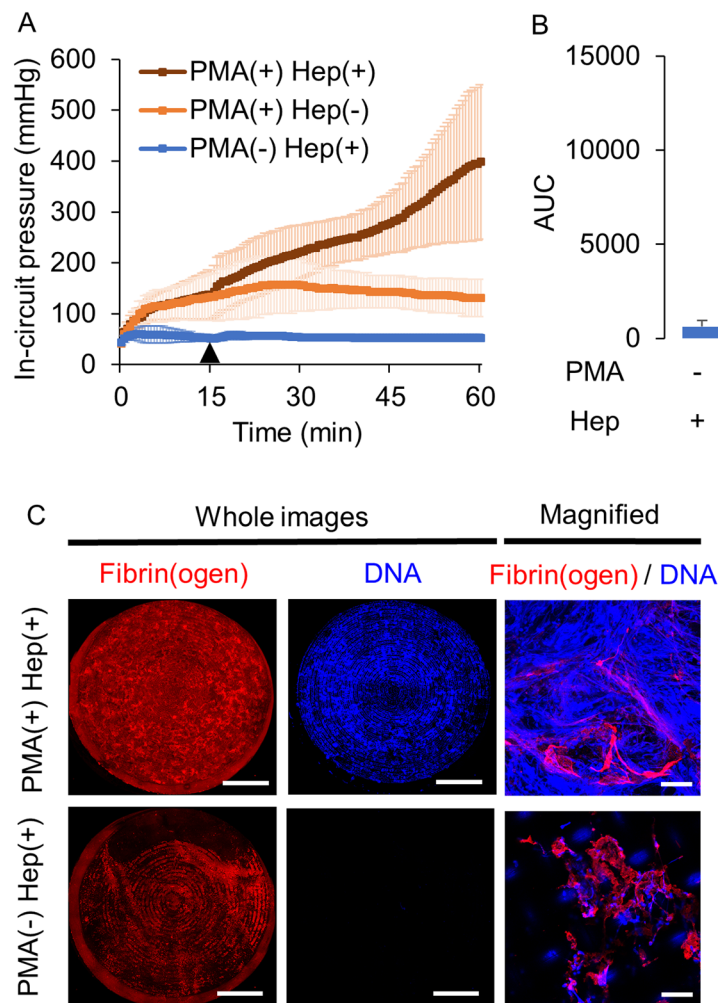 A
In-circuit pressure (mmHg)
600
500
400
300
200
100
0
PMA(+) Hep(+)
PMA(+) Hep(-)
PMA(-) Hep(+)
0 15 30 45 60
Time (min)
B
AUC
15000
10000
5000
0
PMA -
Hep +
C
Whole images Magnified
Fibrin(ogen) DNA Fibrin(ogen) / DNA
PMA(+) Hep(+)
PMA(-) Hep(+)